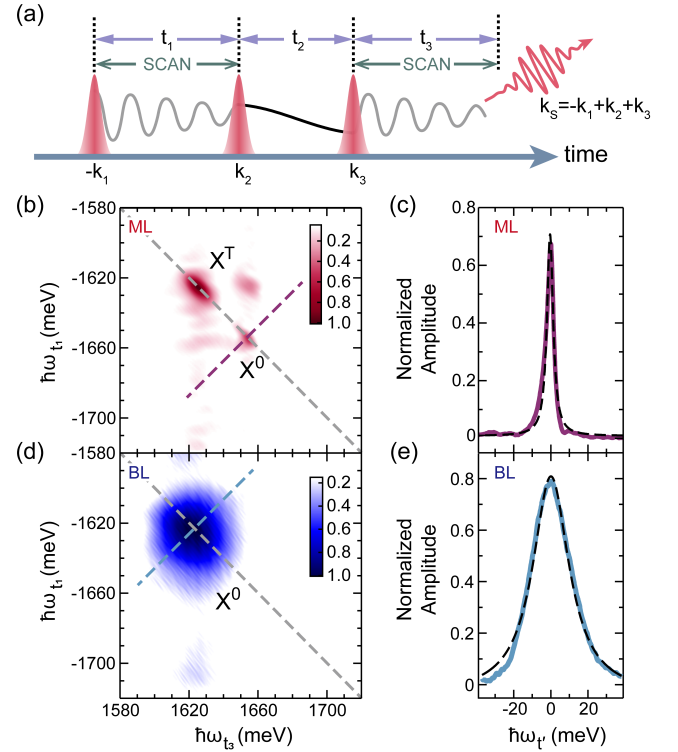 (a)
t1 t2 t3
SCAN SCAN
kS=-k1+k2+k3
time
-k1 k2 k3
(b) (c)
-1580
-1620
-1660
-1700
-1580
ħωt1 (meV)
ML
XT
X0
0.2
0.4
0.6
0.8
1.0
0.8
0.6
0.4
0.2
0
Normalized
Amplitude
ML
(d) (e)
-1620
-1660
-1700
ħωt1 (meV)
BL
X0
0.2
0.4
0.6
0.8
1.0
1580 1620 1660 1700
ħωt3 (meV)
0.8
0.6
0.4
0.2
0
Normalized
Amplitude
BL
-20 0 20
ħωt' (meV)